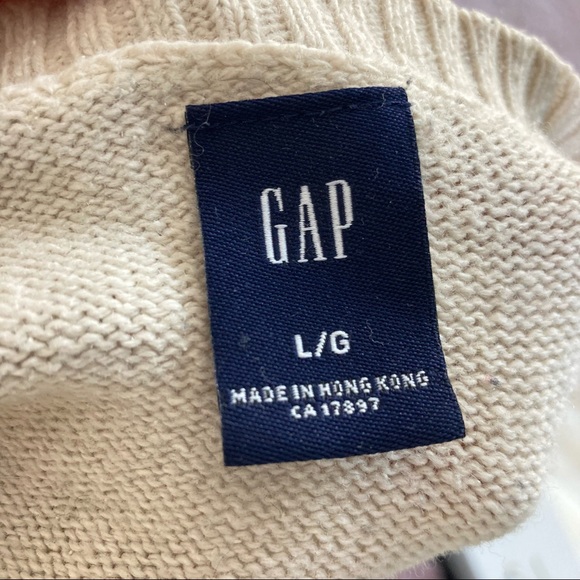 GAP
L/G
MADE IN HONG KONG
CA 17897